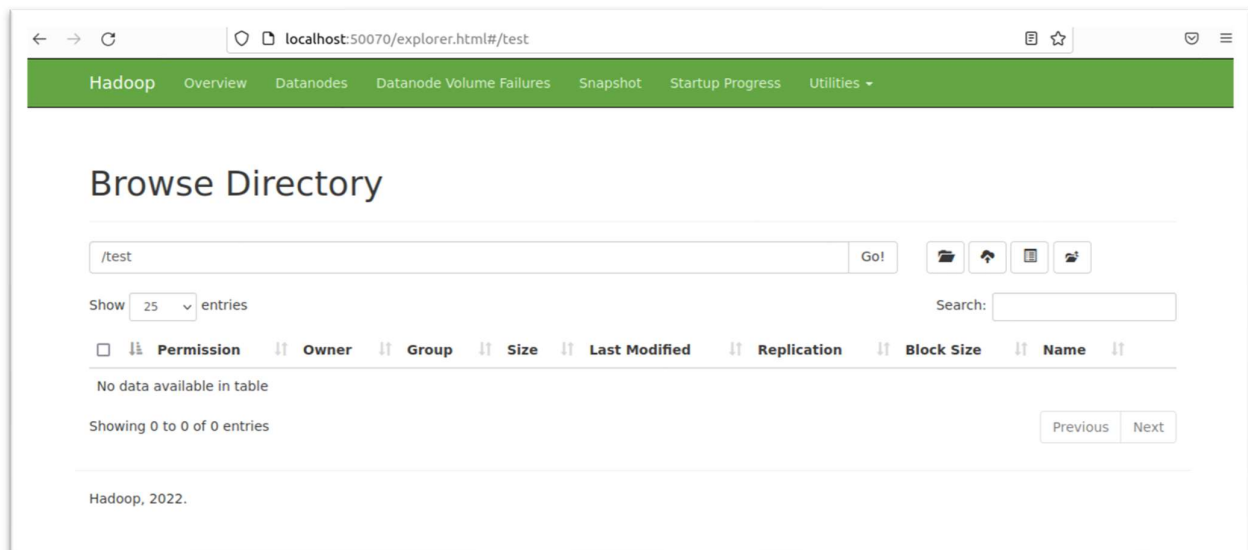 localhost:50070/explorer.html#/test
Hadoop Overview Datanodes Datanode Volume Failures Snapshot Startup Progress Utilities
Browse Directory
/test Go!
Show 25 entries Search:
Permission Owner Group Size Last Modified Replication Block Size Name
No data available in table
Showing 0 to 0 of 0 entries Previous Next
Hadoop, 2022.